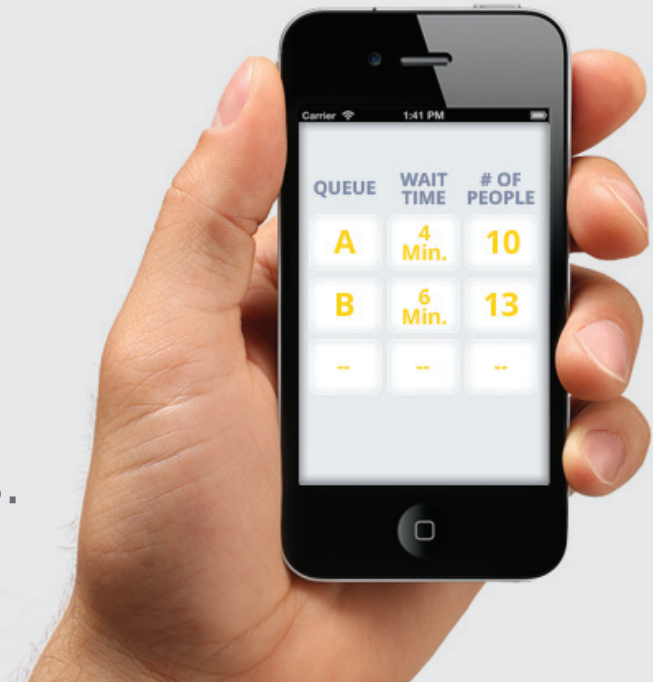 Carrier 1:41 PM
QUEUE WAIT TIME # OF PEOPLE
A 4 Min. 10
B 6 Min. 13
-- -- --